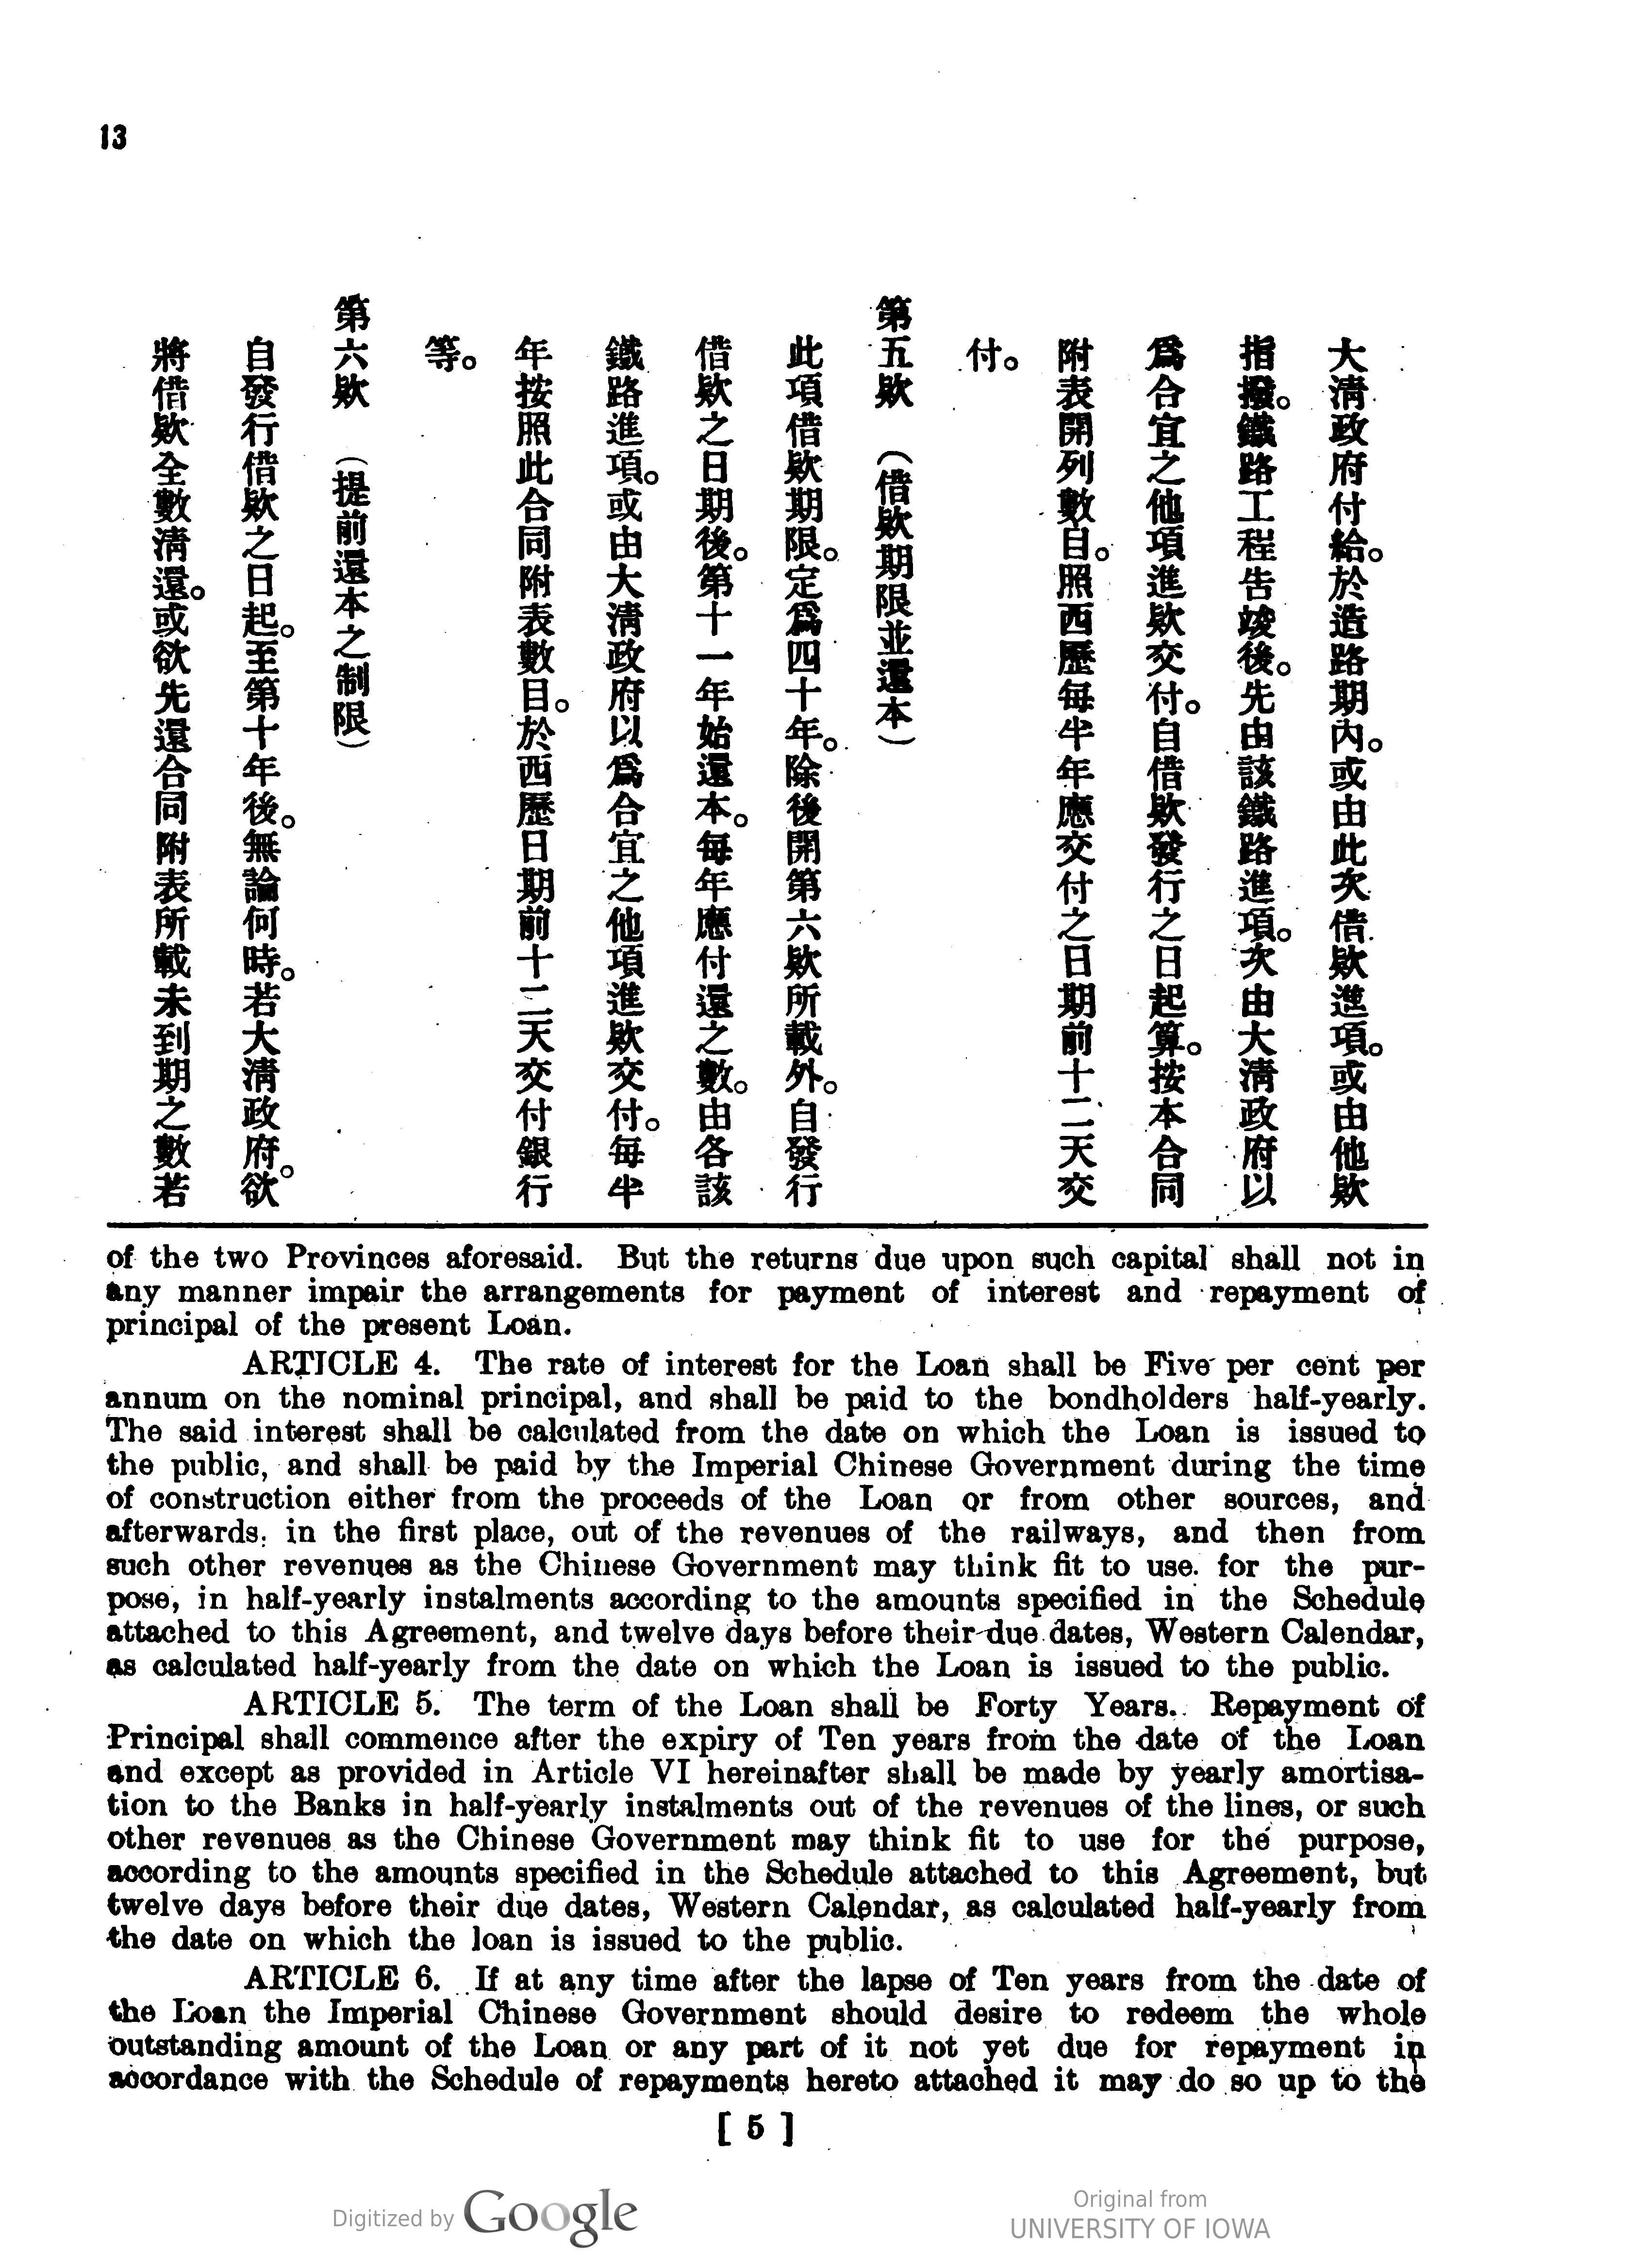 13
大淸政府付給。於造路期內。或由此次借欵進項。或由他欵
指撥。鐵路工程告竣後。先由該鐵路進項。次由大淸政府以
爲合宜之他項進欵交付。自借欵發行之日起算。按本合同
附表開列數目。照西歷每半年應交付之日期前十二天交
付。
第五欵 （借欵期限並還本）
此項借欵期限。定爲四十年。除後開第六欵所載外。自發行
借欵之日期後。第十一年始還本。每年應付還之數。由各該
鐵路進項。或由大淸政府以爲合宜之他項進欵交付。每半
年按照此合同附表數目。於西歷日期前十二天交付銀行
等。
第六欵 （提前還本之制限）
自發行借欵之日起。至第十年後。無論何時。若大淸政府。欲
將借欵全數淸還。或欲先還合同附表所載未到期之數若
of the two Provinces aforesaid. But the returns due upon such capital shall not in
any manner impair the arrangements for payment of interest and repayment of
principal of the present Loan.
ARTICLE 4. The rate of interest for the Loan shall be Five per cent per
annum on the nominal principal, and shall be paid to the bondholders half-yearly.
The said interest shall be calculated from the date on which the Loan is issued to
the public, and shall be paid by the Imperial Chinese Government during the time
of construction either from the proceeds of the Loan or from other sources, and
afterwards: in the first place, out of the revenues of the railways, and then from
such other revenues as the Chinese Government may think fit to use for the pur-
pose, in half-yearly instalments according to the amounts specified in the Schedule
attached to this Agreement, and twelve days before their due dates, Western Calendar,
as calculated half-yearly from the date on which the Loan is issued to the public.
ARTICLE 5. The term of the Loan shall be Forty Years. Repayment of
Principal shall commence after the expiry of Ten years from the date of the Loan
and except as provided in Article VI hereinafter shall be made by yearly amortisa-
tion to the Banks in half-yearly instalments out of the revenues of the lines, or such
other revenues as the Chinese Government may think fit to use for the purpose,
according to the amounts specified in the Schedule attached to this Agreement, but
twelve days before their due dates, Western Calendar, as calculated half-yearly from
the date on which the loan is issued to the public.
ARTICLE 6. If at any time after the lapse of Ten years from the date of
the Loan the Imperial Chinese Government should desire to redeem the whole
outstanding amount of the Loan or any part of it not yet due for repayment in
accordance with the Schedule of repayments hereto attached it may do so up to the
[ 5 ]
Digitized by Google
Original from
UNIVERSITY OF IOWA